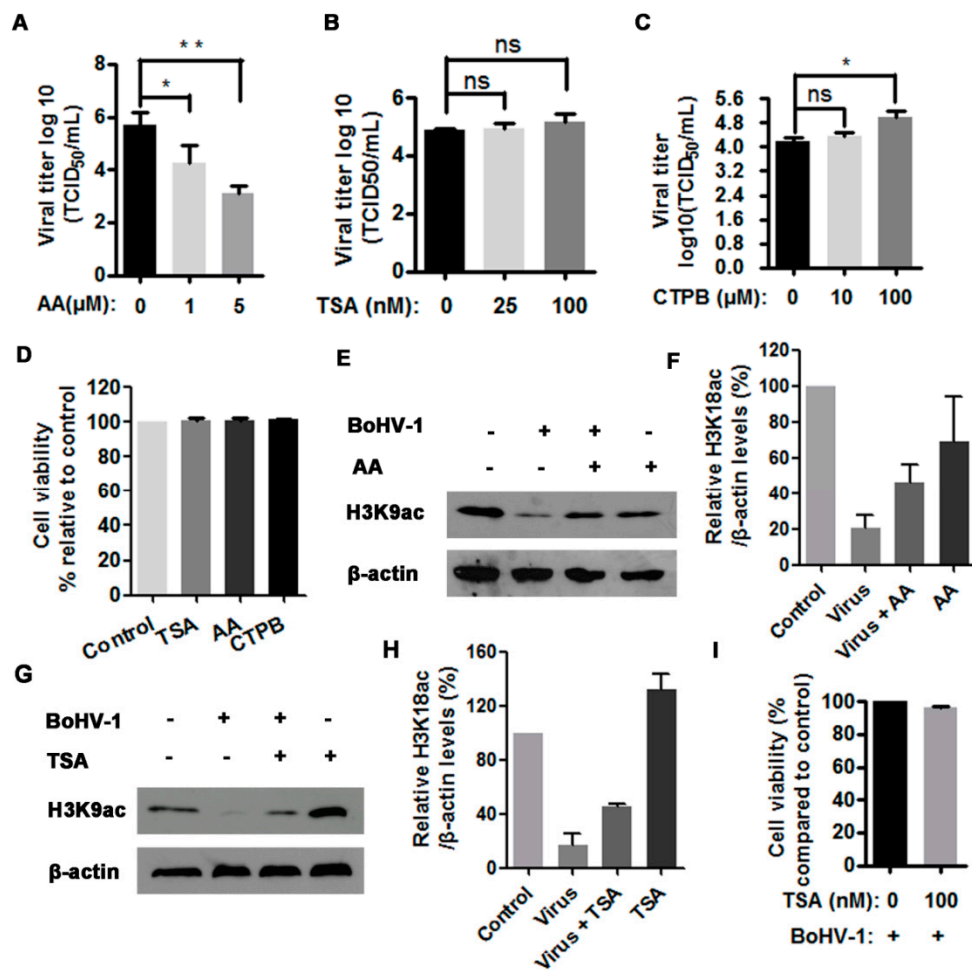 A
Viral titer log 10
(TCID50/mL)
8
6
4
2
0
* *
*
AA(µM): 0 1 5
B
Viral titer log 10
(TCID50/mL)
8
6
4
2
0
ns
ns
TSA (nM): 0 25 100
C
Viral titer
log10(TCID50/mL)
5.6
4.8
4.0
3.2
2.4
1.6
0.8
0.0
*
ns
CTPB (µM): 0 10 100
D
Cell viability
% relative to control
120
100
80
60
40
20
0
Control TSA AA CTPB
E
BoHV-1 - + + -
AA - - + +
H3K9ac
β-actin
F
Relative H3K18ac
/β-actin levels (%)
120
100
80
60
40
20
0
Control Virus Virus + AA AA
G
BoHV-1 - + + -
TSA - - + +
H3K9ac
β-actin
H
Relative H3K18ac
/β-actin levels (%)
160
120
80
40
0
Control Virus Virus + TSA TSA
I
Cell viability (%
compared to control)
100
80
60
40
20
0
TSA (nM): 0 100
BoHV-1: + +